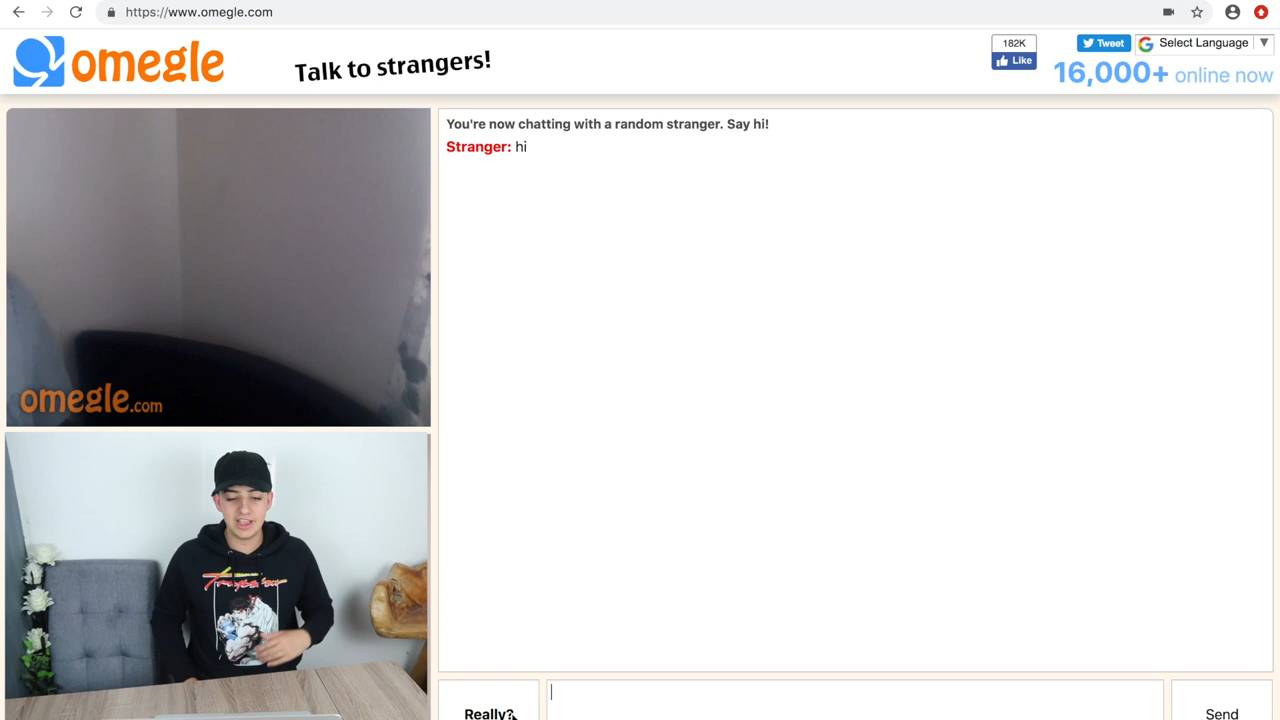 https://www.omegle.com
omegle
Talk to strangers!
182K
Like
Tweet
Select Language
16,000+ online now
You're now chatting with a random stranger. Say hi!
Stranger: hi
omegle.com
Really?
Send